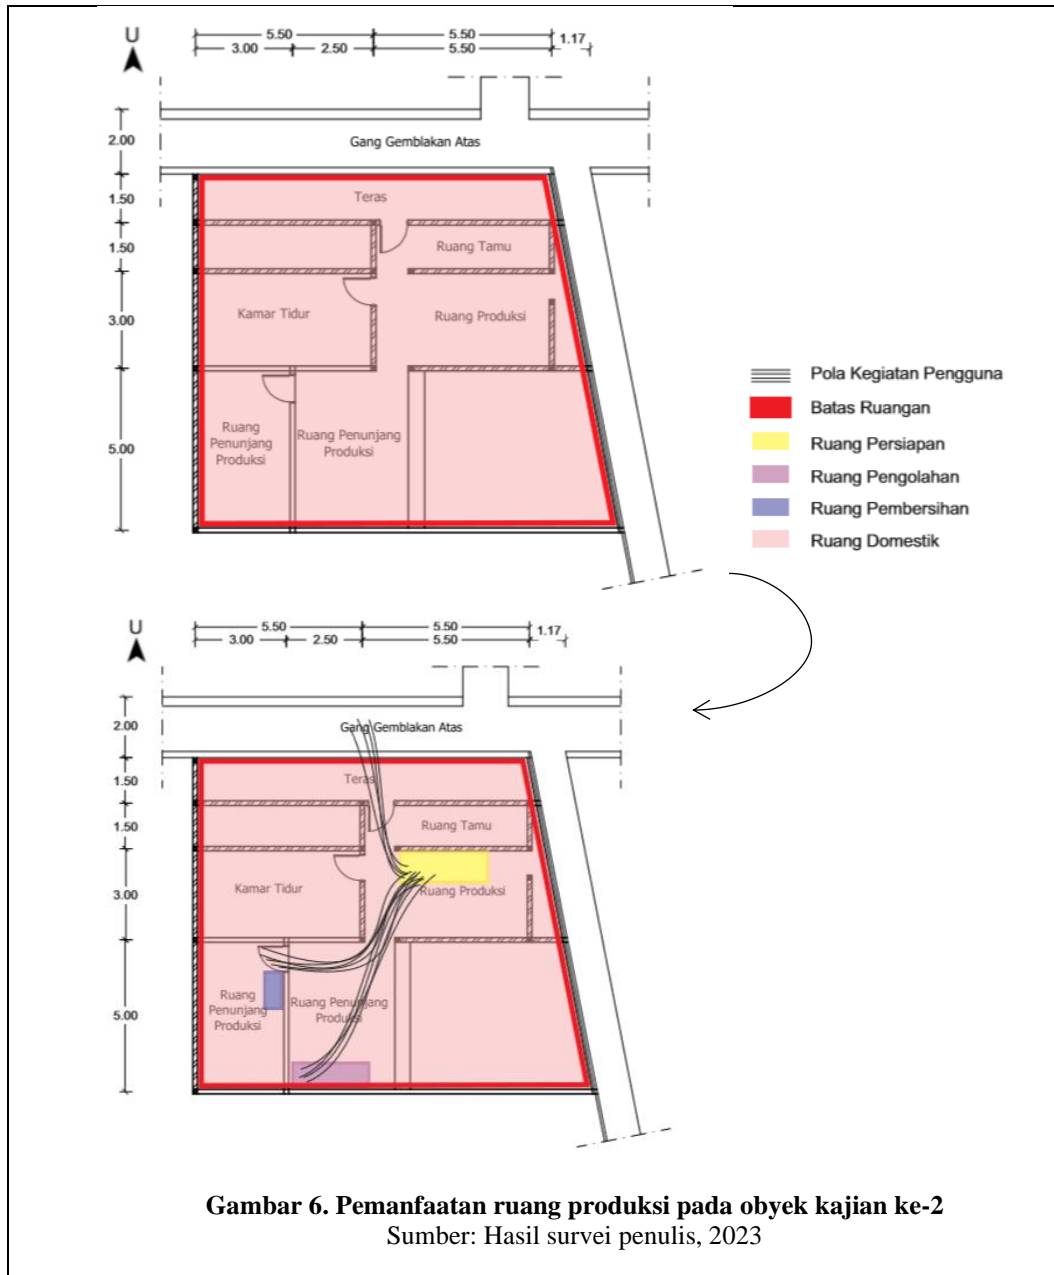 U
5.50
5.50
1.17
3.00
2.50
5.50
2.00
Gang Gemblakan Atas
1.50
Teras
1.50
Ruang Tamu
3.00
Kamar Tidur
Ruang Produksi
5.00
Ruang
Penunjang
Produksi
Ruang Penunjang
Produksi
Pola Kegiatan Pengguna
Batas Ruangan
Ruang Persiapan
Ruang Pengolahan
Ruang Pembersihan
Ruang Domestik
U
5.50
5.50
1.17
3.00
2.50
5.50
2.00
Gang Gemblakan Atas
1.50
Teras
1.50
Ruang Tamu
3.00
Kamar Tidur
Ruang Produksi
5.00
Ruang
Penunjang
Produksi
Ruang Penunjang
Produksi
Gambar 6. Pemanfaatan ruang produksi pada obyek kajian ke-2
Sumber: Hasil survei penulis, 2023